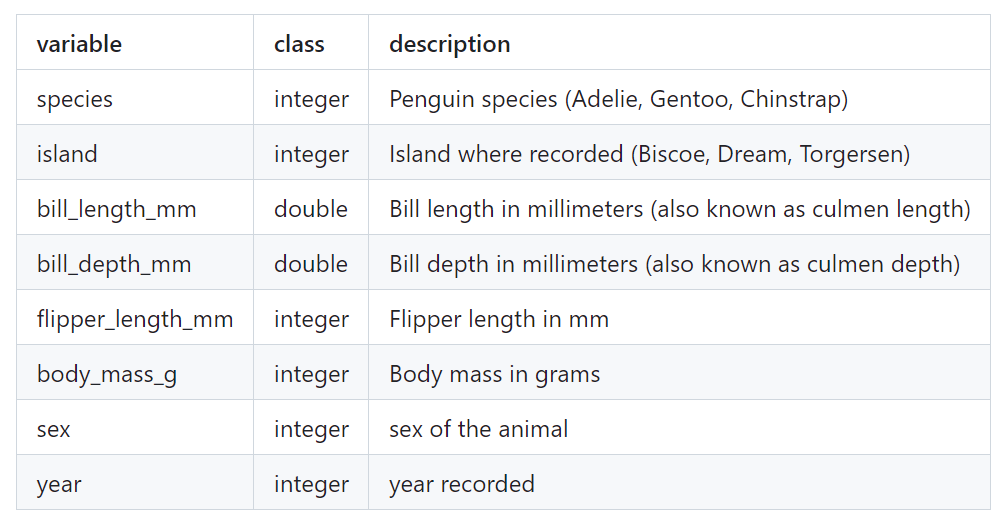 variable class description
species integer Penguin species (Adelie, Gentoo, Chinstrap)
island integer Island where recorded (Biscoe, Dream, Torgersen)
bill_length_mm double Bill length in millimeters (also known as culmen length)
bill_depth_mm double Bill depth in millimeters (also known as culmen depth)
flipper_length_mm integer Flipper length in mm
body_mass_g integer Body mass in grams
sex integer sex of the animal
year integer year recorded